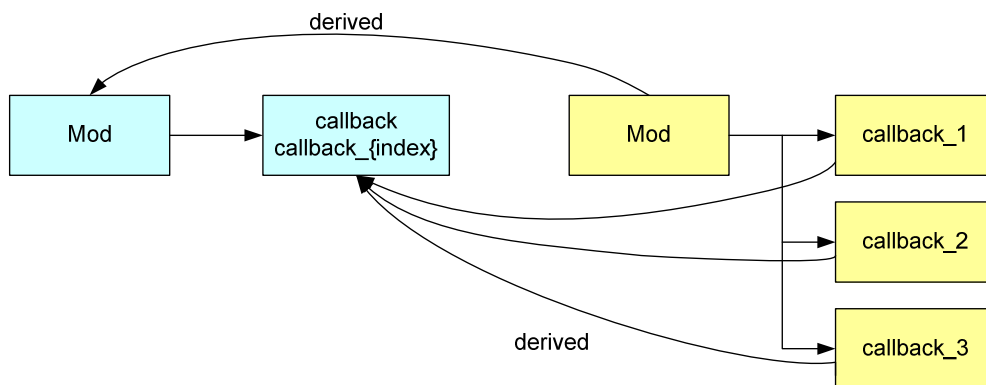 derived
Mod
callback
callback_{index}
Mod
callback_1
callback_2
callback_3
derived